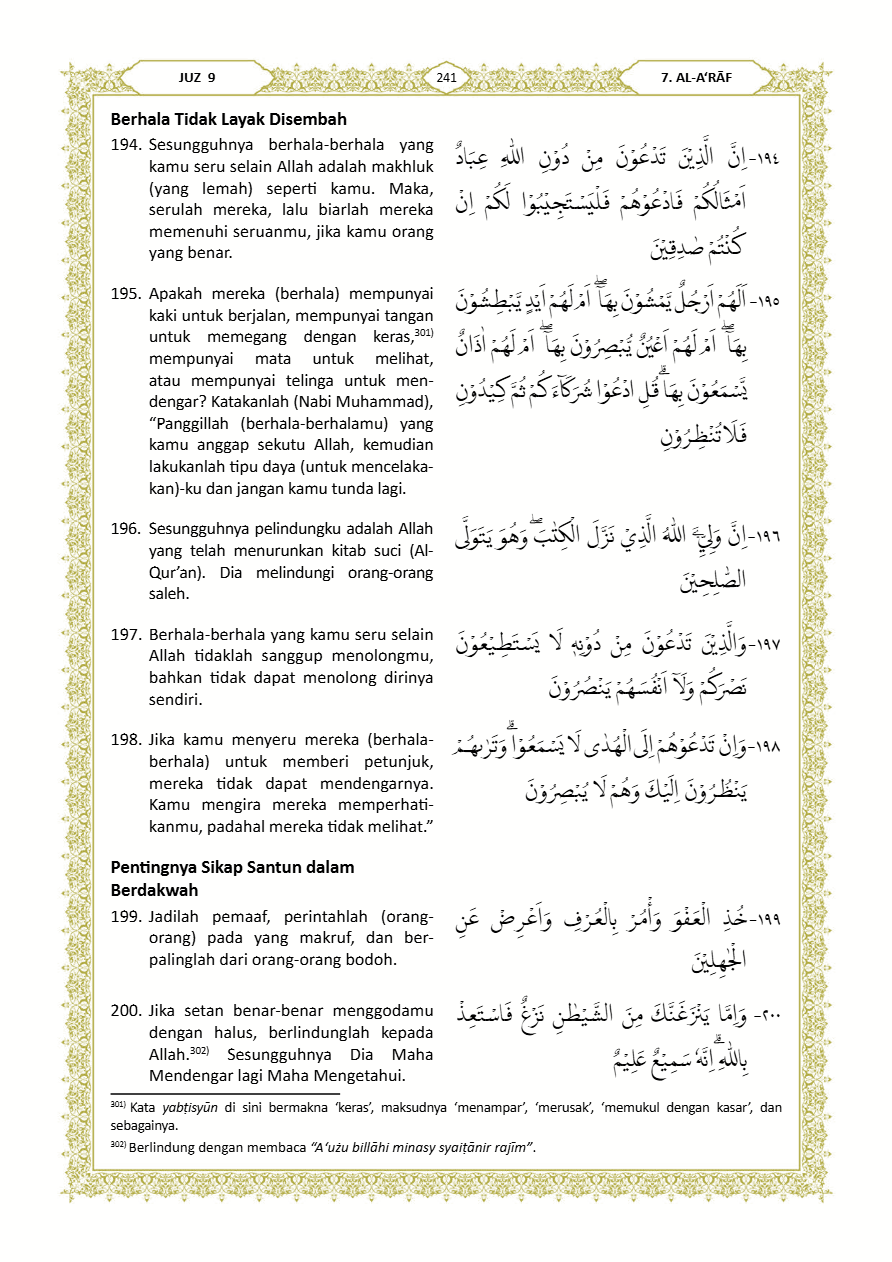 JUZ 9
241
7. AL-A‘RĀF
Berhala Tidak Layak Disembah
194. Sesungguhnya berhala-berhala yang
kamu seru selain Allah adalah makhluk
(yang lemah) seperti kamu. Maka,
serulah mereka, lalu biarlah mereka
memenuhi seruanmu, jika kamu orang
yang benar.
١٩٤-اِنَّ الَّذِيْنَ تَدْعُوْنَ مِنْ دُوْنِ اللّٰهِ عِبَادٌ
اَمْثَالُكُمْ فَادْعُوْهُمْ فَلْيَسْتَجِيْبُوْا لَكُمْ اِنْ
كُنْتُمْ صٰدِقِيْنَ
195. Apakah mereka (berhala) mempunyai
kaki untuk berjalan, mempunyai tangan
untuk memegang dengan keras,³⁰¹⁾
mempunyai mata untuk melihat,
atau mempunyai telinga untuk men-
dengar? Katakanlah (Nabi Muhammad),
“Panggillah (berhala-berhalamu) yang
kamu anggap sekutu Allah, kemudian
lakukanlah tipu daya (untuk mencelaka-
kan)-ku dan jangan kamu tunda lagi.
١٩٥-اَلَهُمْ اَرْجُلٌ يَّمْشُوْنَ بِهَآ ۖ اَمْ لَهُمْ اَيْدٍ يَّبْطِشُوْنَ
بِهَآ ۖ اَمْ لَهُمْ اَعْيُنٌ يُّبْصِرُوْنَ بِهَآ ۖ اَمْ لَهُمْ اٰذَانٌ
يَّسْمَعُوْنَ بِهَاۗ قُلِ ادْعُوْا شُرَكَاۤءَكُمْ ثُمَّ كِيْدُوْنِ
فَلَا تُنْظِرُوْنِ
196. Sesungguhnya pelindungku adalah Allah
yang telah menurunkan kitab suci (Al-
Qur’an). Dia melindungi orang-orang
saleh.
١٩٦-اِنَّ وَلِيِّ َۧ اللّٰهُ الَّذِيْ نَزَّلَ الْكِتٰبَۖ وَهُوَ يَتَوَلَّى
الصّٰلِحِيْنَ
197. Berhala-berhala yang kamu seru selain
Allah tidaklah sanggup menolongmu,
bahkan tidak dapat menolong dirinya
sendiri.
١٩٧-وَالَّذِيْنَ تَدْعُوْنَ مِنْ دُوْنِهٖ لَا يَسْتَطِيْعُوْنَ
نَصْرَكُمْ وَلَآ اَنْفُسَهُمْ يَنْصُرُوْنَ
198. Jika kamu menyeru mereka (berhala-
berhala) untuk memberi petunjuk,
mereka tidak dapat mendengarnya.
Kamu mengira mereka memperhati-
kanmu, padahal mereka tidak melihat.”
١٩٨-وَاِنْ تَدْعُوْهُمْ اِلَى الْهُدٰى لَا يَسْمَعُوْاۗ وَتَرٰىهُمْ
يَنْظُرُوْنَ اِلَيْكَ وَهُمْ لَا يُبْصِرُوْنَ
Pentingnya Sikap Santun dalam
Berdakwah
199. Jadilah pemaaf, perintahlah (orang-
orang) pada yang makruf, dan ber-
palinglah dari orang-orang bodoh.
١٩٩-خُذِ الْعَفْوَ وَأْمُرْ بِالْعُرْفِ وَاَعْرِضْ عَنِ
الْجٰهِلِيْنَ
200. Jika setan benar-benar menggodamu
dengan halus, berlindunglah kepada
Allah.³⁰²⁾ Sesungguhnya Dia Maha
Mendengar lagi Maha Mengetahui.
٢٠٠- وَاِمَّا يَنْزَغَنَّكَ مِنَ الشَّيْطٰنِ نَزْغٌ فَاسْتَعِذْ
بِاللّٰهِ ۗاِنَّهٗ سَمِيْعٌ عَلِيْمٌ
³⁰¹⁾ Kata yabṭisyūn di sini bermakna ‘keras’, maksudnya ‘menampar’, ‘merusak’, ‘memukul dengan kasar’, dan
sebagainya.
³⁰²⁾ Berlindung dengan membaca “A‘użu billāhi minasy syaiṭānir rajīm”.